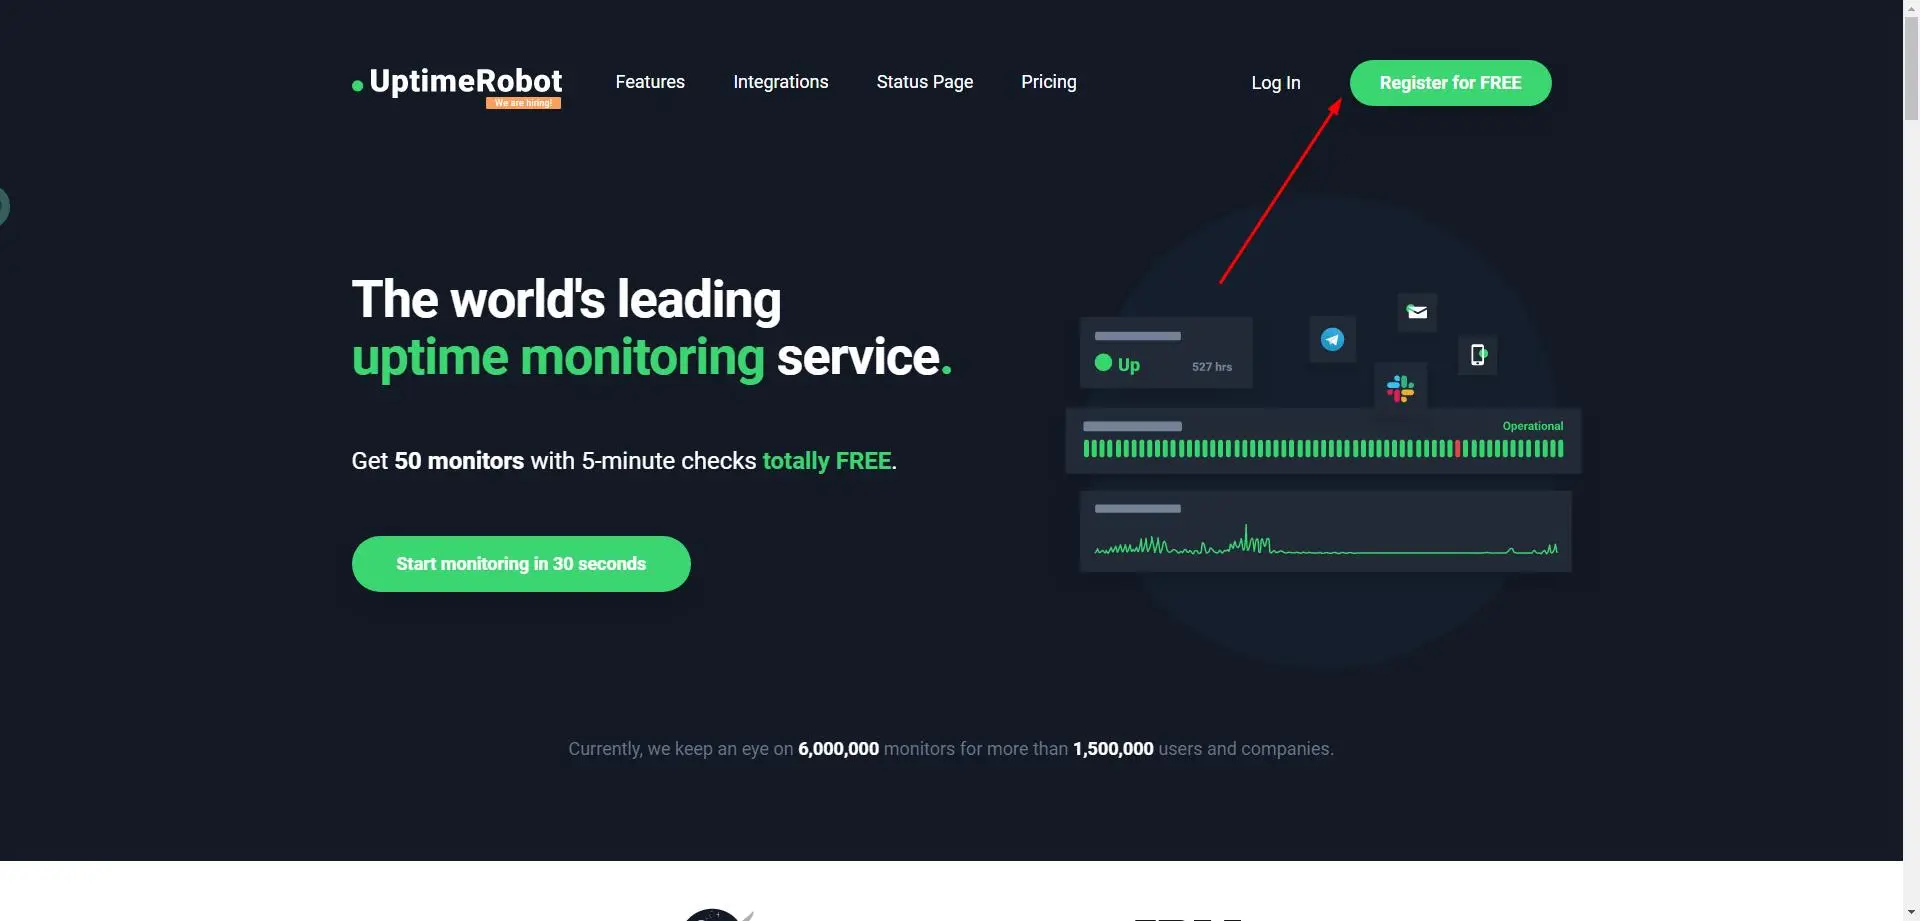 UptimeRobot
We are hiring!
Features
Integrations
Status Page
Pricing
Log In
Register for FREE
The world's leading
uptime monitoring service.
Get 50 monitors with 5-minute checks totally FREE.
Start monitoring in 30 seconds
Up
527 hrs
Operational
Currently, we keep an eye on 6,000,000 monitors for more than 1,500,000 users and companies.